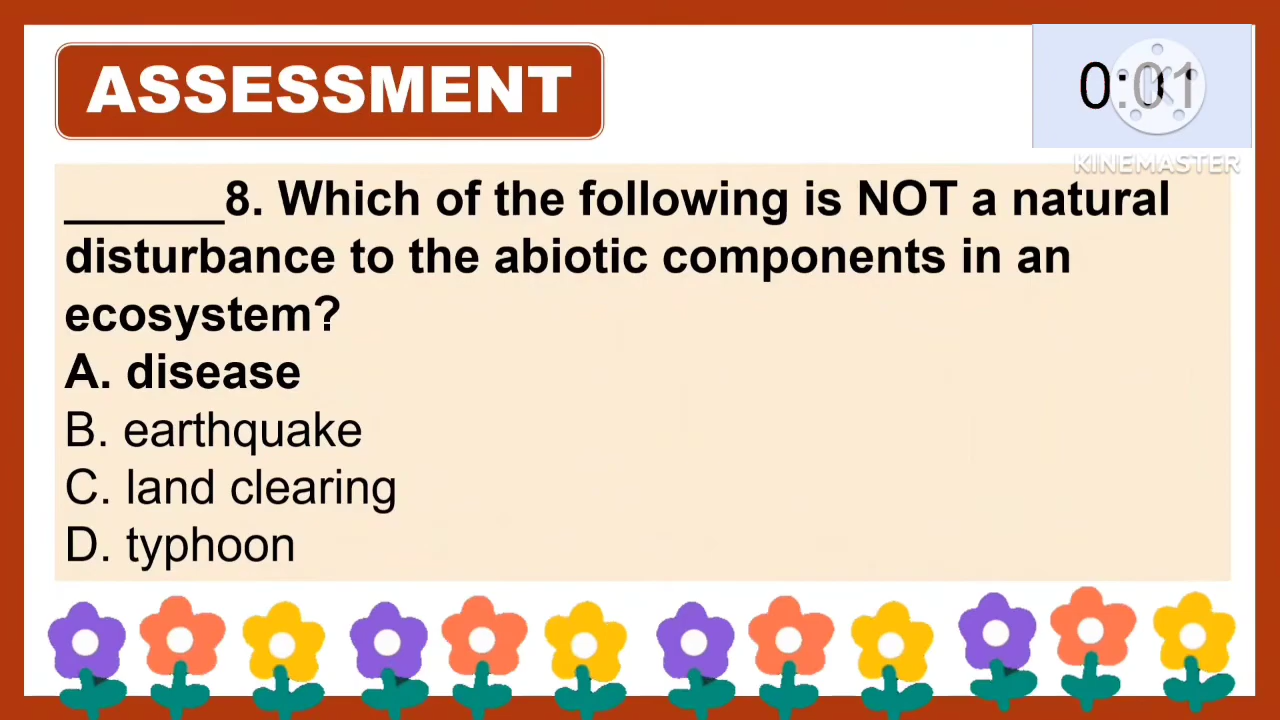 ASSESSMENT
KINEMASTER
______8. Which of the following is NOT a natural
disturbance to the abiotic components in an
ecosystem?
A. disease
B. earthquake
C. land clearing
D. typhoon